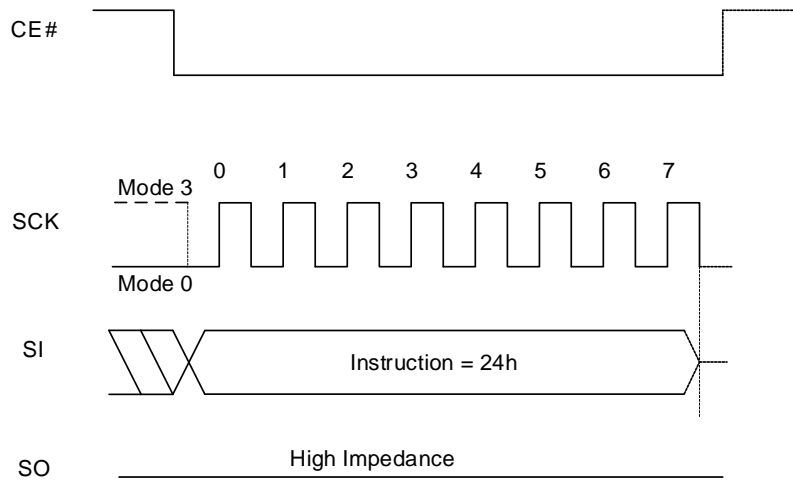 CE#
0 1 2 3 4 5 6 7
Mode 3
SCK
Mode 0
SI
Instruction = 24h
High Impedance
SO